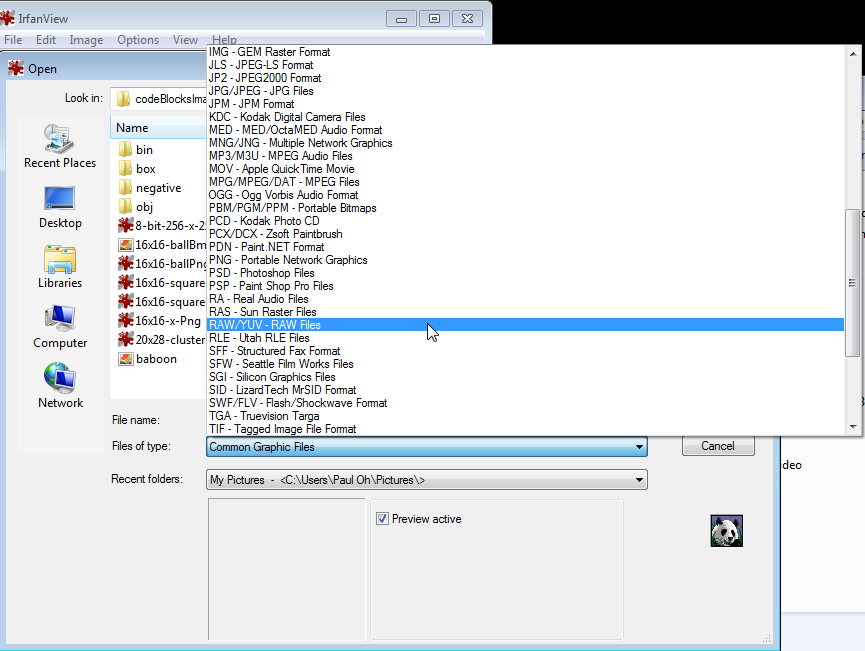 IrfanView
File Edit Image Options View Help
Open
Look in:
codeBlocksIma
Recent Places
Desktop
Libraries
Computer
Network
Name
bin
box
negative
obj
8-bit-256-x-2
16x16-ballBm
16x16-ballPng
16x16-square
16x16-square
16x16-x-Png
20x28-cluster
baboon
IMG - GEM Raster Format
JLS - JPEG-LS Format
JP2 - JPEG2000 Format
JPG/JPEG - JPG Files
JPM - JPM Format
KDC - Kodak Digital Camera Files
MED - MED/OctaMED Audio Format
MNG/JNG - Multiple Network Graphics
MP3/M3U - MPEG Audio Files
MOV - Apple QuickTime Movie
MPG/MPEG/DAT - MPEG Files
OGG - Ogg Vorbis Audio Format
PBM/PGM/PPM - Portable Bitmaps
PCD - Kodak Photo CD
PCX/DCX - Zsoft Paintbrush
PDN - Paint.NET Format
PNG - Portable Network Graphics
PSD - Photoshop Files
PSP - Paint Shop Pro Files
RA - Real Audio Files
RAS - Sun Raster Files
RAW/YUV - RAW Files
RLE - Utah RLE Files
SFF - Structured Fax Format
SFW - Seattle Film Works Files
SGI - Silicon Graphics Files
SID - LizardTech MrSID Format
SWF/FLV - Flash/Shockwave Format
TGA - Truevision Targa
TIF - Tagged Image File Format
File name:
Files of type:
Common Graphic Files
Cancel
Recent folders:
My Pictures - <C:\Users\Paul Oh\Pictures\>
Preview active
ideo